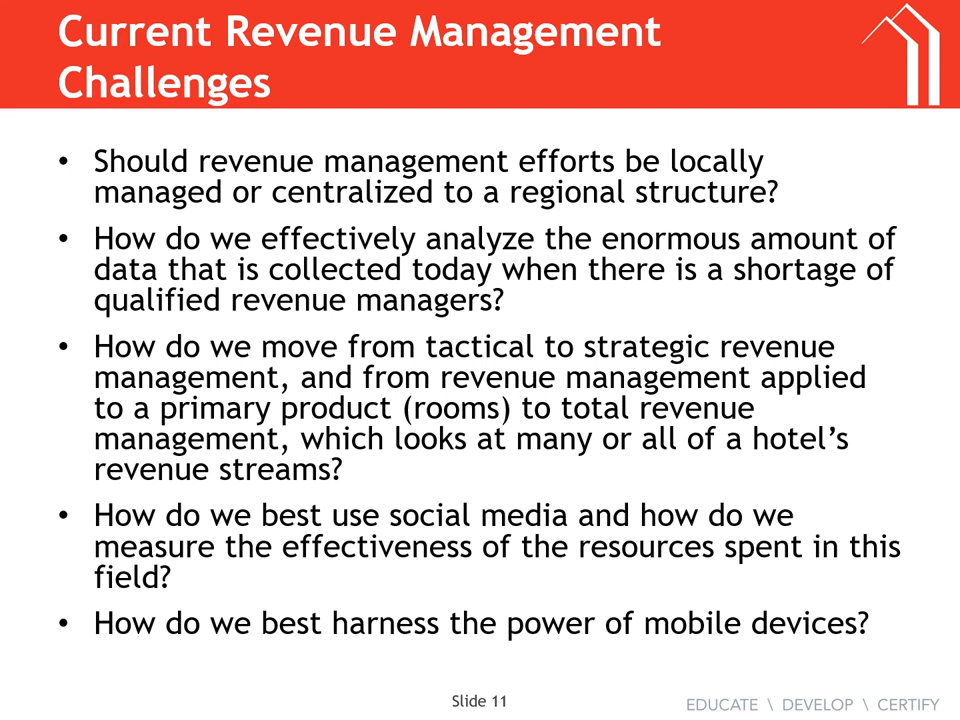 Current Revenue Management
Challenges
• Should revenue management efforts be locally
managed or centralized to a regional structure?
• How do we effectively analyze the enormous amount of
data that is collected today when there is a shortage of
qualified revenue managers?
• How do we move from tactical to strategic revenue
management, and from revenue management applied
to a primary product (rooms) to total revenue
management, which looks at many or all of a hotel’s
revenue streams?
• How do we best use social media and how do we
measure the effectiveness of the resources spent in this
field?
• How do we best harness the power of mobile devices?
Slide 11
EDUCATE \ DEVELOP \ CERTIFY